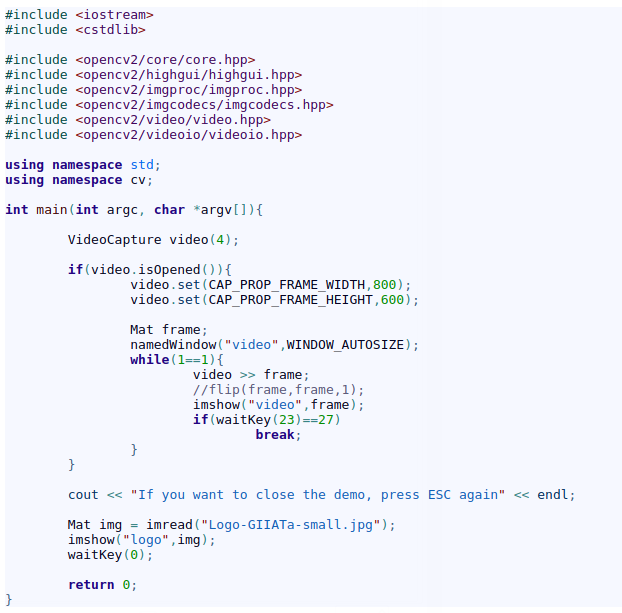 #include <iostream>
#include <cstdlib>

#include <opencv2/core/core.hpp>
#include <opencv2/highgui/highgui.hpp>
#include <opencv2/imgproc/imgproc.hpp>
#include <opencv2/imgcodecs/imgcodecs.hpp>
#include <opencv2/video/video.hpp>
#include <opencv2/videoio/videoio.hpp>

using namespace std;
using namespace cv;

int main(int argc, char *argv[]){

        VideoCapture video(4);

        if(video.isOpened()){
                video.set(CAP_PROP_FRAME_WIDTH,800);
                video.set(CAP_PROP_FRAME_HEIGHT,600);

                Mat frame;
                namedWindow("video",WINDOW_AUTOSIZE);
                while(1==1){
                        video >> frame;
                        //flip(frame,frame,1);
                        imshow("video",frame);
                        if(waitKey(23)==27)
                                break;
                }
        }

        cout << "If you want to close the demo, press ESC again" << endl;

        Mat img = imread("Logo-GIIATa-small.jpg");
        imshow("logo",img);
        waitKey(0);

        return 0;
}